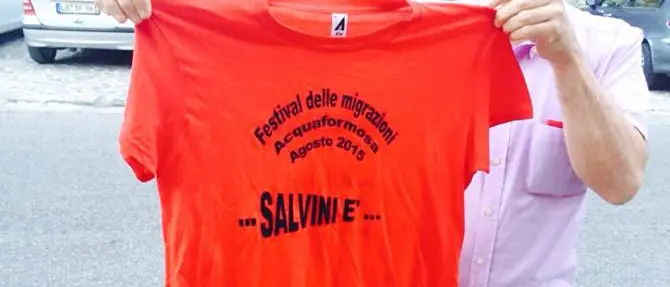 Festival delle migrazioni
Acquaformosa
Agosto 2015
... SALVINI E' ...